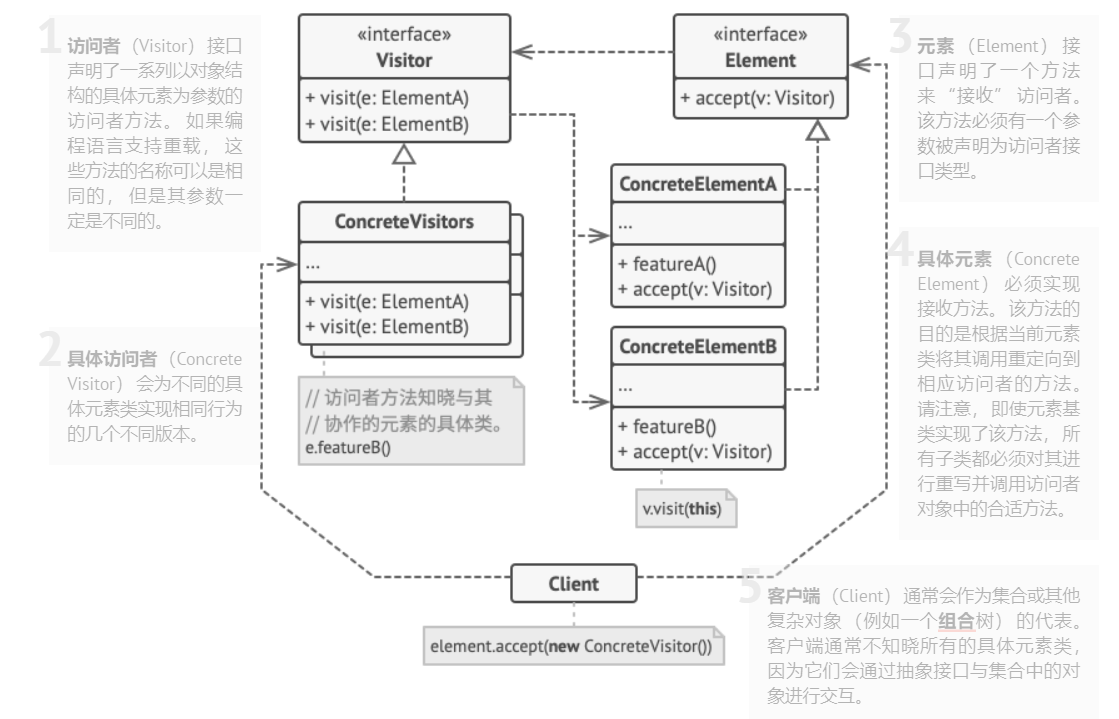 1
访问者（Visitor）接口
声明了一系列以对象结
构的具体元素为参数的
访问者方法。如果编
程语言支持重载，这
些方法的名称可以是相
同的，但是其参数一
定是不同的。
«interface»
Visitor
+ visit(e: ElementA)
+ visit(e: ElementB)
«interface»
Element
+ accept(v: Visitor)
3
元素（Element）接
口声明了一个方法
来“接收”访问者。
该方法必须有一个参
数被声明为访问者接
口类型。
ConcreteVisitors
...
+ visit(e: ElementA)
+ visit(e: ElementB)
ConcreteElementA
...
+ featureA()
+ accept(v: Visitor)
4
具体元素（Concrete
Element）必须实现
接收方法。该方法的
目的是根据当前元素
类将其调用重定向到
相应访问者的方法。
请注意，即使元素基
类实现了该方法，所
有子类都必须对其进
行重写并调用访问者
对象中的合适方法。
2
具体访问者（Concrete
Visitor）会为不同的具
体元素类实现相同行为
的几个不同版本。
// 访问者方法知晓与其
// 协作的元素的具体类。
e.featureB()
ConcreteElementB
...
+ featureB()
+ accept(v: Visitor)
v.visit(this)
Client
element.accept(new ConcreteVisitor())
5
客户端（Client）通常会作为集合或其他
复杂对象（例如一个组合树）的代表。
客户端通常不知晓所有的具体元素类，
因为它们会通过抽象接口与集合中的对
象进行交互。